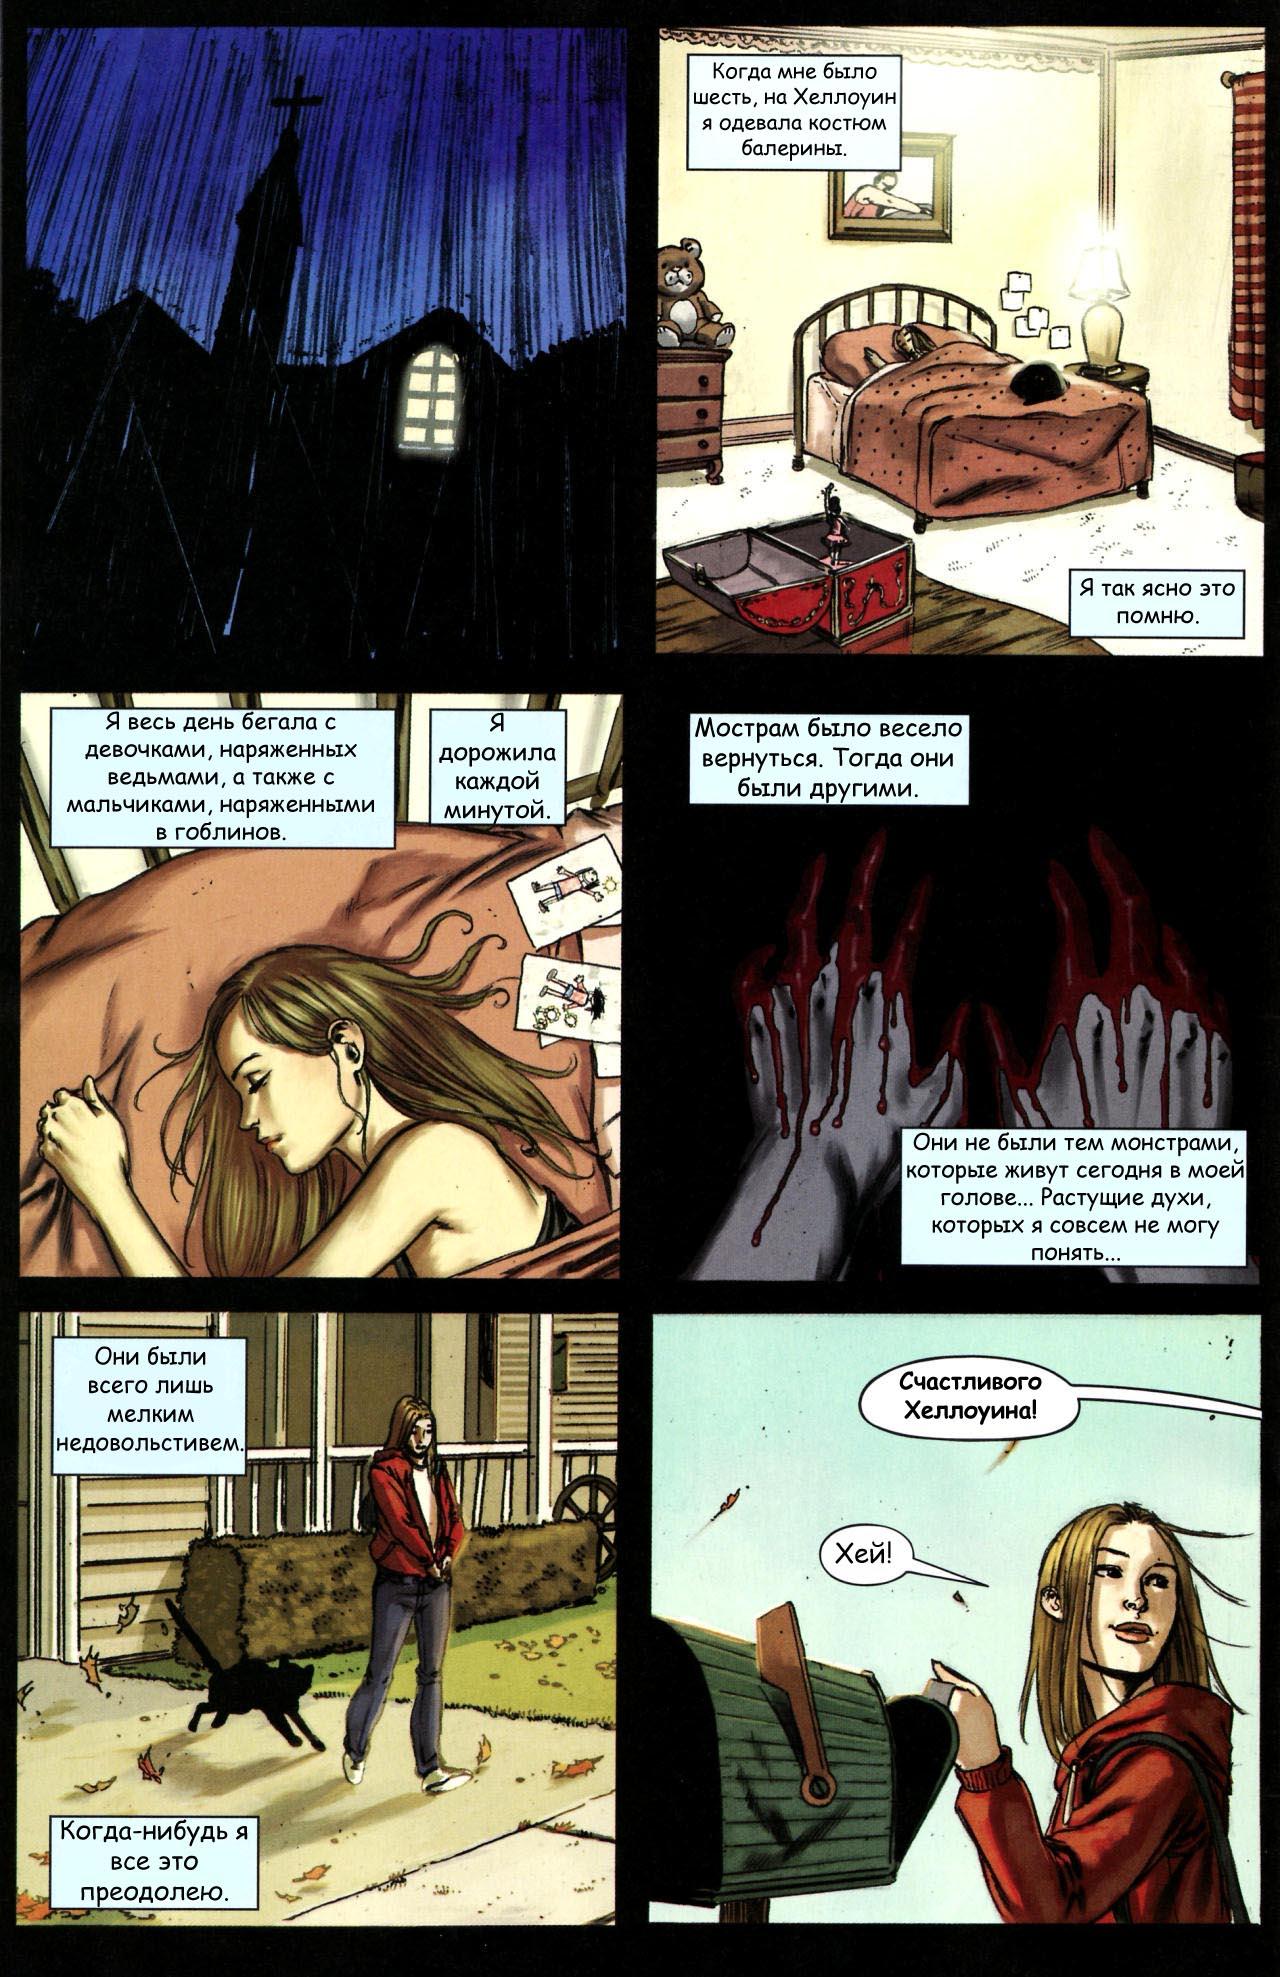 Когда мне было
шесть, на Хеллоуин
я одевала костюм
балерины.
Я так ясно это
помню.
Я весь день бегала с
девочками, наряженных
ведьмами, а также с
мальчиками, наряженными
в гоблинов.
Я
дорожила
каждой
минутой.
Мострам было весело
вернуться. Тогда они
были другими.
Они не были тем монстрами,
которые живут сегодня в моей
голове... Растущие духи,
которых я совсем не могу
понять...
Они были
всего лишь
мелким
недовольстивем.
Когда-нибудь я
все это
преодолею.
Счастливого
Хеллоуина!
Хей!